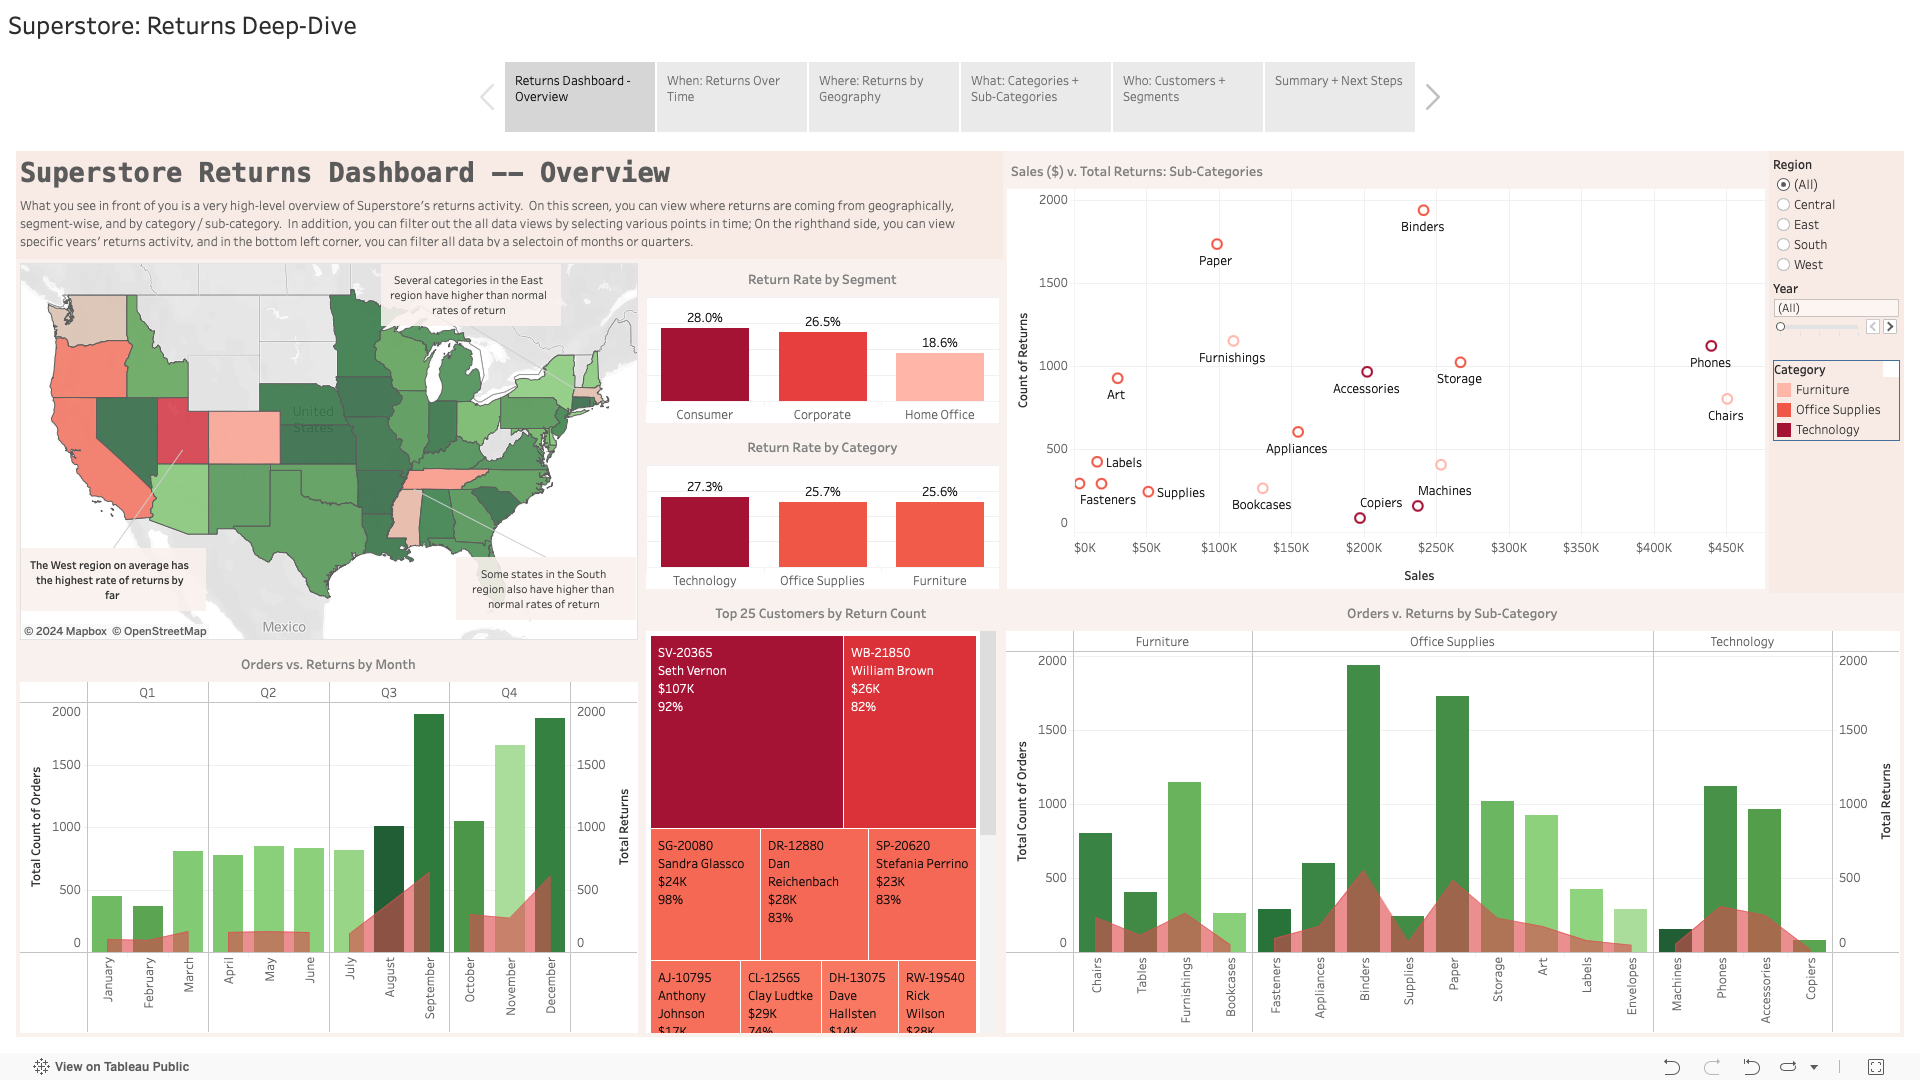 Superstore: Returns Deep-Dive
Returns Dashboard -
Overview
When: Returns Over
Time
Where: Returns by
Geography
What: Categories +
Sub-Categories
Who: Customers +
Segments
Summary + Next Steps
Superstore Returns Dashboard -- Overview
What you see in front of you is a very high-level overview of Superstore's returns activity.  On this screen, you can view where returns are coming from geographically,
segment-wise, and by category / sub-category.  In addition, you can filter out the all data views by selecting various points in time; On the righthand side, you can view
specific years' returns activity, and in the bottom left corner, you can filter all data by a selectoin of months or quarters.
Several categories in the East
region have higher than normal
rates of return
United
States
The West region on average has
the highest rate of returns by
far
Some states in the South
region also have higher than
normal rates of return
Mexico
© 2024 Mapbox © OpenStreetMap
Return Rate by Segment
28.0%
26.5%
18.6%
Consumer
Corporate
Home Office
Return Rate by Category
27.3%
25.7%
25.6%
Technology
Office Supplies
Furniture
Sales ($) v. Total Returns: Sub-Categories
Count of Returns
2000
1500
1000
500
0
Binders
Paper
Furnishings
Phones
Art
Accessories
Storage
Chairs
Appliances
Labels
Fasteners
Supplies
Bookcases
Machines
Copiers
$0K
$50K
$100K
$150K
$200K
$250K
$300K
$350K
$400K
$450K
Sales
Region
(All)
Central
East
South
West
Year
(All)
Category
Furniture
Office Supplies
Technology
Orders vs. Returns by Month
Q1
Q2
Q3
Q4
Total Count of Orders
2000
1500
1000
500
0
2000
1500
1000
500
0
Total Returns
January
February
March
April
May
June
July
August
September
October
November
December
Top 25 Customers by Return Count
SV-20365
Seth Vernon
$107K
92%
WB-21850
William Brown
$26K
82%
SG-20080
Sandra Glassco
$24K
98%
DR-12880
Dan
Reichenbach
$28K
83%
SP-20620
Stefania Perrino
$23K
83%
AJ-10795
Anthony
Johnson
$17K
CL-12565
Clay Ludtke
$29K
74%
DH-13075
Dave
Hallsten
$14K
RW-19540
Rick
Wilson
$28K
Orders v. Returns by Sub-Category
Furniture
Office Supplies
Technology
Total Count of Orders
2000
1500
1000
500
0
2000
1500
1000
500
0
Total Returns
Chairs
Tables
Furnishings
Bookcases
Fasteners
Appliances
Binders
Supplies
Paper
Storage
Art
Labels
Envelopes
Machines
Phones
Accessories
Copiers
View on Tableau Public